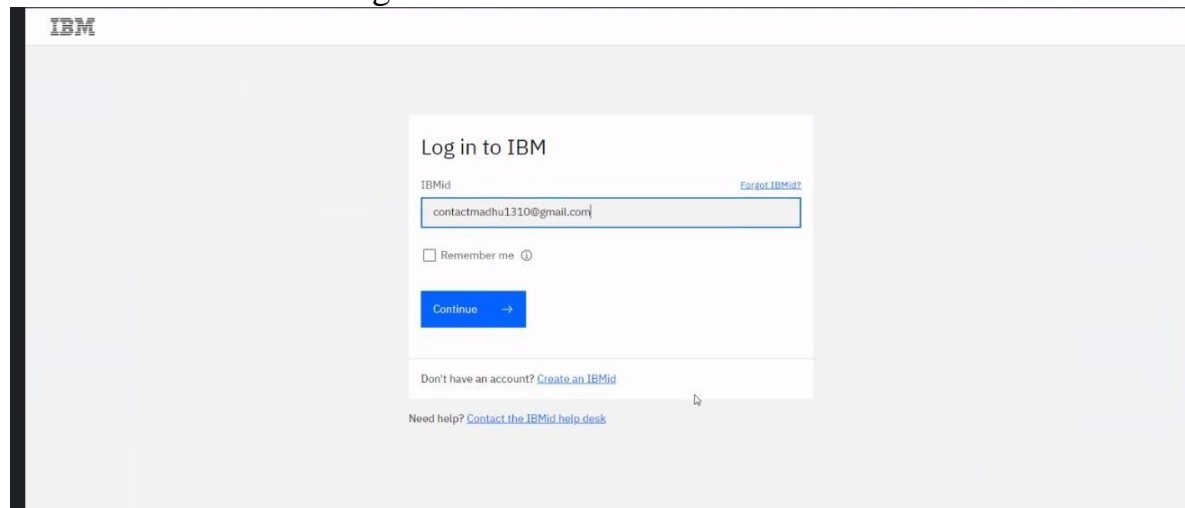 IBM
Log in to IBM
IBMid Forgot IBMid?
contactmadhu1310@gmail.com
Remember me
Continue →
Don't have an account? Create an IBMid
Need help? Contact the IBMid help desk